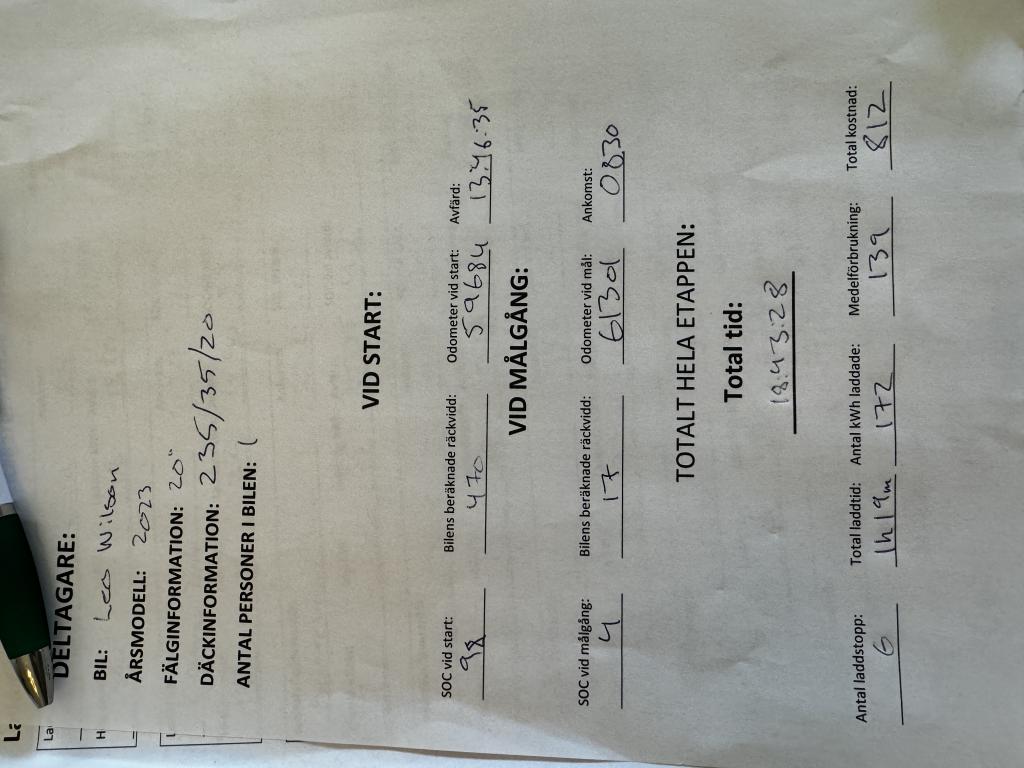 DELTAGARE:
BIL:
ÅRSMODELL: 2023
FÄLGINFORMATION: 20"
DÄCKINFORMATION: 235/35/20
ANTAL PERSONER I BILEN: 1
VID START:
SOC vid start: Bilens beräknade räckvidd: Odometer vid start: Avfärd:
98 470 59684 13:46:35
VID MÅLGÅNG:
SOC vid målgång: Bilens beräknade räckvidd: Odometer vid mål: Ankomst:
4 17 0830
TOTALT HELA ETAPPEN:
Total tid:
18:43:28
Antal laddstopp: Total laddtid: Antal kWh laddade: Medelförbrukning: Total kostnad:
6 1h19m 172 139 812